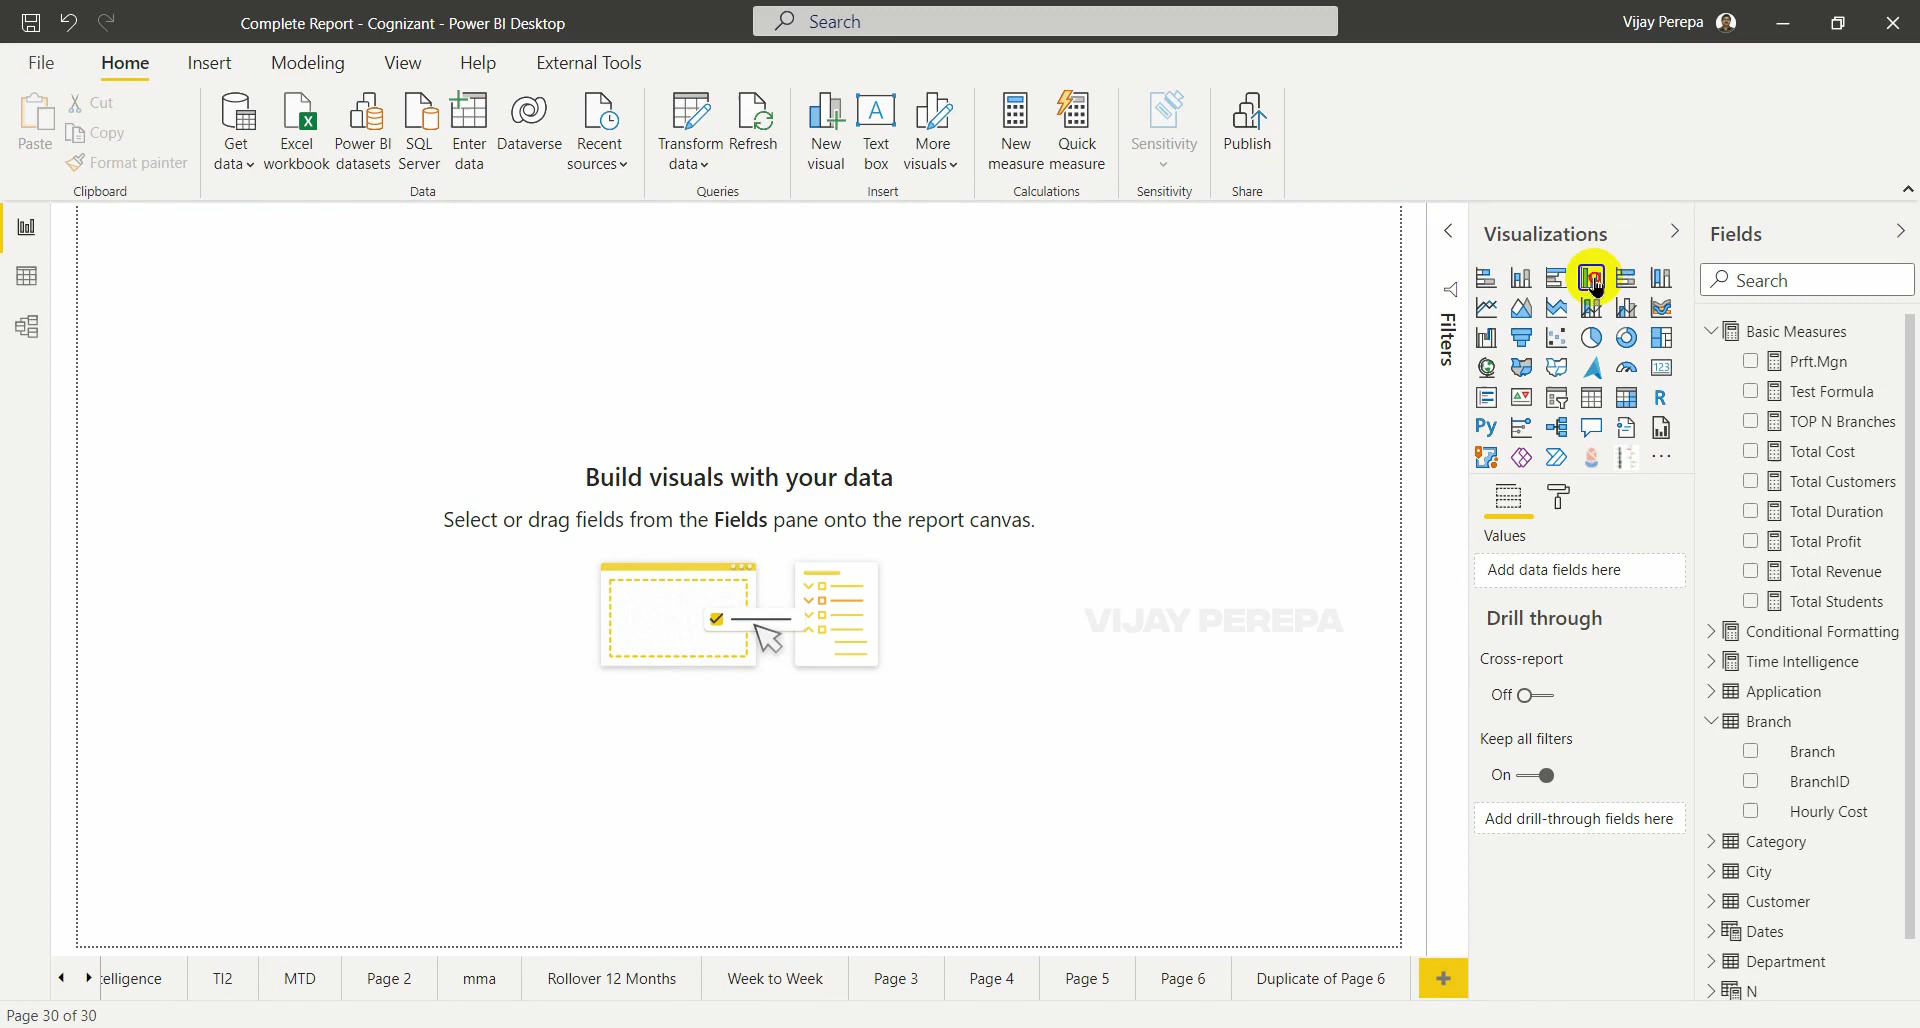 Complete Report - Cognizant - Power BI Desktop
Search
Vijay Perepa
File
Home
Insert
Modeling
View
Help
External Tools
Paste
Cut
Copy
Format painter
Clipboard
Get data
Excel workbook
Power BI datasets
SQL Server
Enter data
Dataverse
Recent sources
Data
Transform data
Refresh
Queries
New visual
Text box
More visuals
Insert
New measure
Quick measure
Calculations
Sensitivity
Sensitivity
Publish
Share
Build visuals with your data
Select or drag fields from the Fields pane onto the report canvas.
VIJAY PEREPA
Filters
Visualizations
123
R
Py
...
Values
Add data fields here
Drill through
Cross-report
Off
Keep all filters
On
Add drill-through fields here
Fields
Search
Basic Measures
Prft.Mgn
Test Formula
TOP N Branches
Total Cost
Total Customers
Total Duration
Total Profit
Total Revenue
Total Students
Conditional Formatting
Time Intelligence
Application
Branch
Branch
BranchID
Hourly Cost
Category
City
Customer
Dates
Department
N
telligence
TI2
MTD
Page 2
mma
Rollover 12 Months
Week to Week
Page 3
Page 4
Page 5
Page 6
Duplicate of Page 6
+
Page 30 of 30